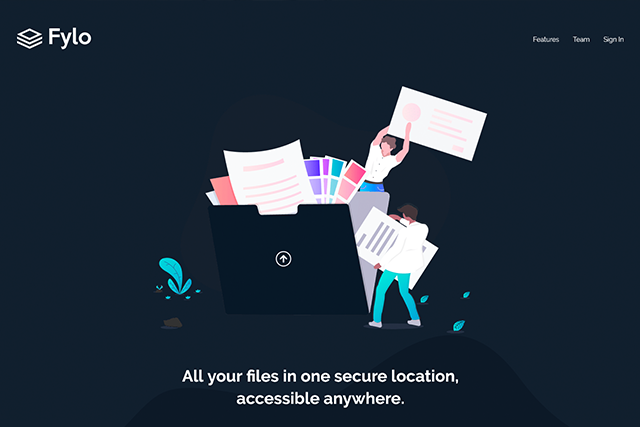 Fylo
Features Team Sign In
All your files in one secure location,
accessible anywhere.